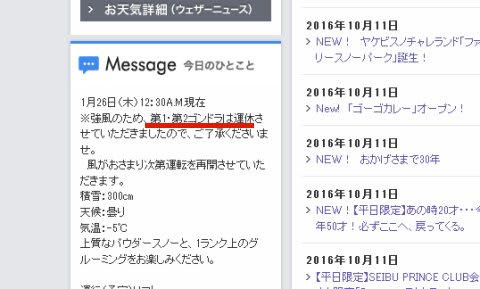 お天気詳細(ウェザーニュース)
Message 今日のひとこと
1月26日(木)12:30A.M現在
※強風のため、第1・第2ゴンドラは運休さ
せていただきましたので、ご了承くださいま
せ。
風がおさまり次第運転を再開させていた
だきます。
積雪:300cm
天候:曇り
気温:-5℃
上質なパウダースノーと、1ランク上のグ
ルーミングをお楽しみください。
2016年10月11日
NEW! ヤケビスノチャレランド「ファ
リースノーパーク」誕生!
2016年10月11日
New! 「ゴーゴカレー」オープン!
2016年10月11日
NEW! おかげさまで30年
2016年10月11日
NEW!【平日限定】あの時20才・・・今
年50才!必ずここへ、戻ってくる。
2016年10月11日
【平日限定】SEIBU PRINCE CLUB会